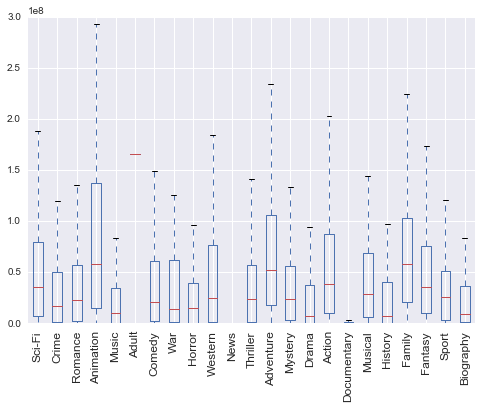 1e8
3.0
2.5
2.0
1.5
1.0
0.5
0.0
Sci-Fi
Crime
Romance
Animation
Music
Adult
Comedy
War
Horror
Western
News
Thriller
Adventure
Mystery
Drama
Action
Documentary
Musical
History
Family
Fantasy
Sport
Biography